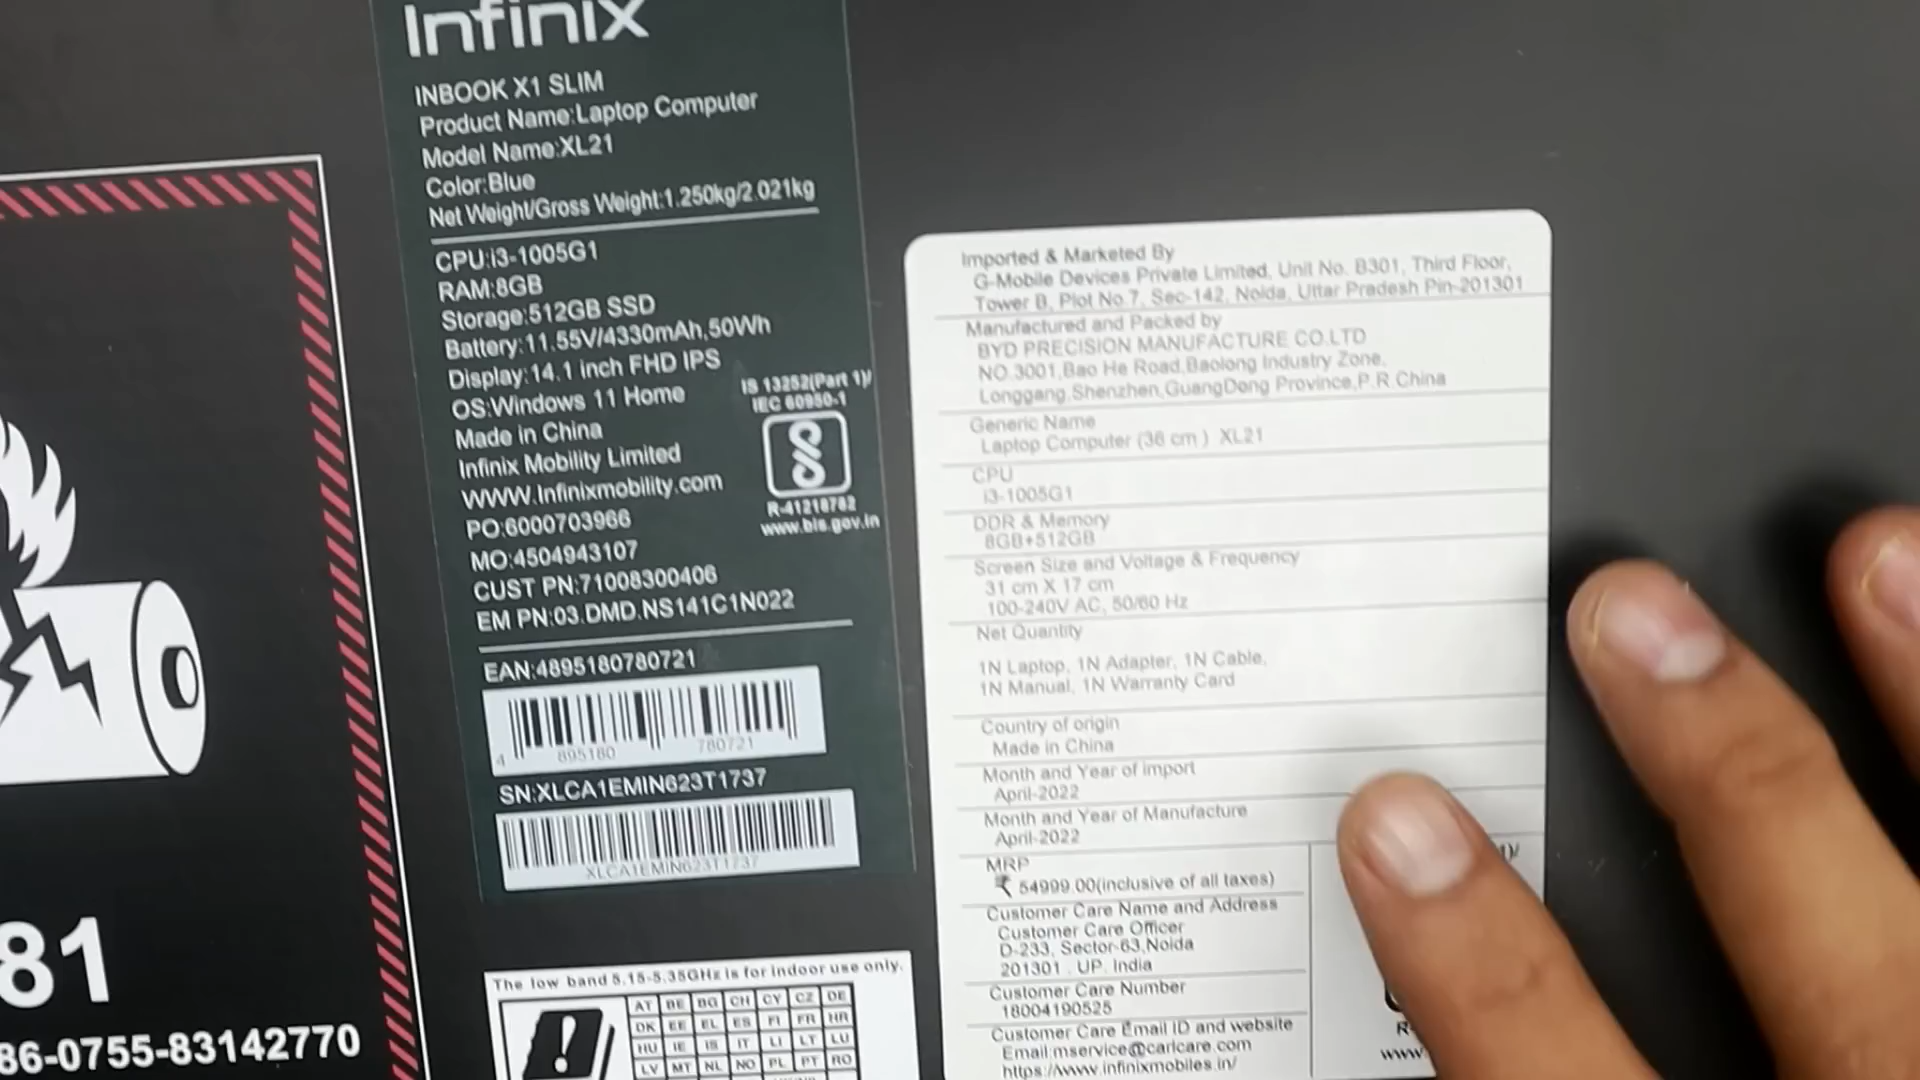 Infinix
INBOOK X1 SLIM
Product Name:Laptop Computer
Model Name:XL21
Color:Blue
Net Weight/Gross Weight:1.250kg/2.021kg
CPU:i3-1005G1
RAM:8GB
Storage:512GB SSD
Battery:11.55V/4330mAh,50Wh
Display:14.1 inch FHD IPS
OS:Windows 11 Home
Made in China
Infinix Mobility Limited
WWW.Infinixmobility.com
PO:6000703966
MO:4504943107
CUST PN:71008300406
EM PN:03.DMD.NS141C1N022
IS 13252(Part 1)/
IEC 60950-1
R-41218782
www.bis.gov.in
EAN:4895180780721
4 895180 780721
SN:XLCA1EMIN623T1737
XLCA1EMIN623T1737
The low band 5.15-5.35GHz is for indoor use only.
AT BE BG CH CY CZ DE
DK EE EL ES FI FR HR
HU IE IS IT LI LT LU
LV MT NL NO PL PT RO
81
86-0755-83142770
Imported & Marketed By
G-Mobile Devices Private Limited, Unit No. B301, Third Floor,
Tower B, Plot No.7, Sec-142, Noida, Uttar Pradesh Pin-201301
Manufactured and Packed by
BYD PRECISION MANUFACTURE CO.LTD
NO.3001,Bao He Road,Baolong Industry Zone,
Longgang,Shenzhen,GuangDong Province,P.R.China
Generic Name
Laptop Computer (36 cm ) XL21
CPU
i3-1005G1
DDR & Memory
8GB+512GB
Screen Size and Voltage & Frequency
31 cm X 17 cm
100-240V AC, 50/60 Hz
Net Quantity
1N Laptop, 1N Adapter, 1N Cable,
1N Manual, 1N Warranty Card
Country of origin
Made in China
Month and Year of import
April-2022
Month and Year of Manufacture
April-2022
MRP
₹ 54999.00(inclusive of all taxes)
Customer Care Name and Address
Customer Care Officer
D-233, Sector-63,Noida
201301 . UP. India
Customer Care Number
18004190525
Customer Care Email ID and website
Email:mservice@carlcare.com
https://www.infinixmobiles.in/
1)/
R-
www.